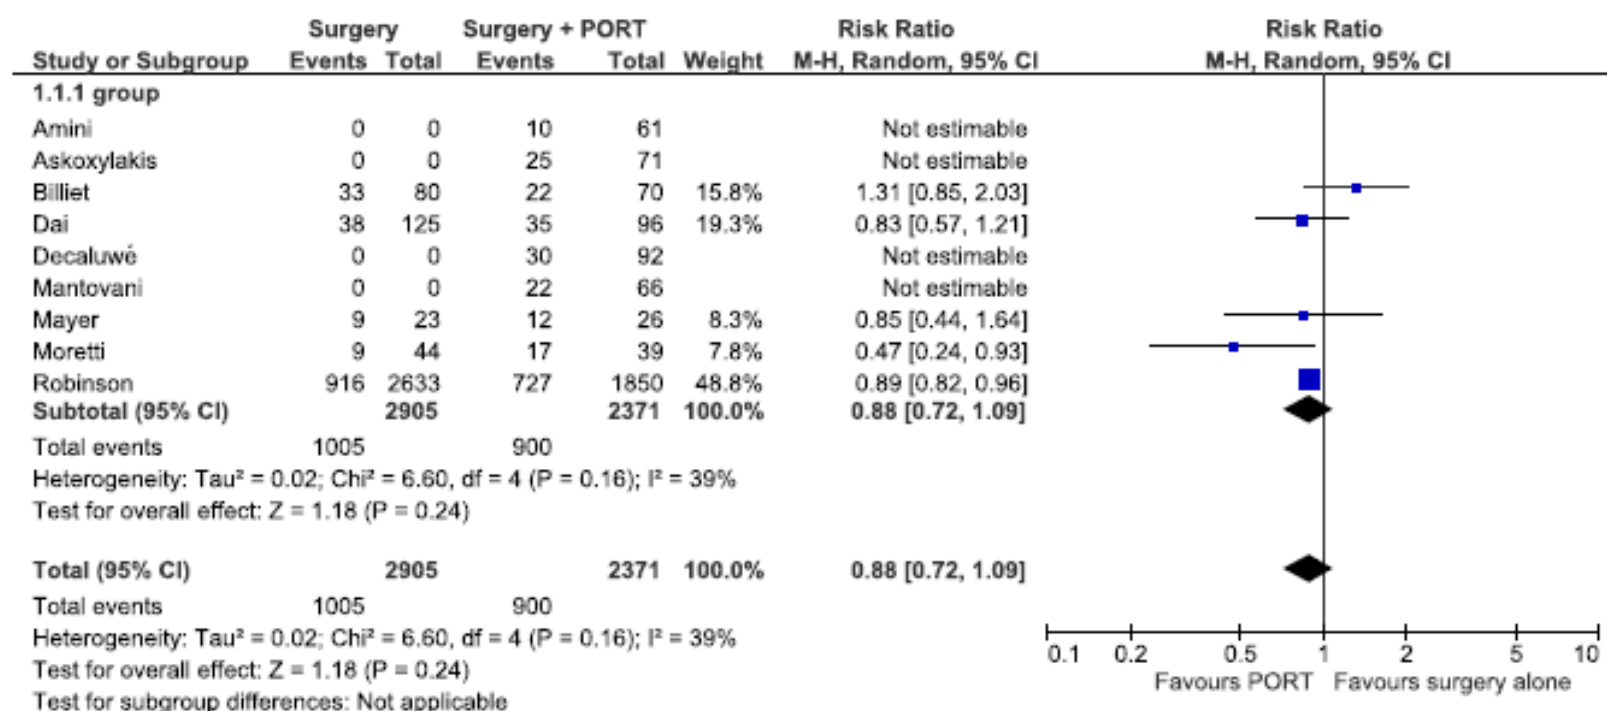 Surgery Surgery + PORT Risk Ratio Risk Ratio
Study or Subgroup Events Total Events Total Weight M-H, Random, 95% CI M-H, Random, 95% CI
1.1.1 group
Amini 0 0 10 61 Not estimable
Askoxylakis 0 0 25 71 Not estimable
Billiet 33 80 22 70 15.8% 1.31 [0.85, 2.03]
Dai 38 125 35 96 19.3% 0.83 [0.57, 1.21]
Decaluwé 0 0 30 92 Not estimable
Mantovani 0 0 22 66 Not estimable
Mayer 9 23 12 26 8.3% 0.85 [0.44, 1.64]
Moretti 9 44 17 39 7.8% 0.47 [0.24, 0.93]
Robinson 916 2633 727 1850 48.8% 0.89 [0.82, 0.96]
Subtotal (95% CI) 2905 2371 100.0% 0.88 [0.72, 1.09]
Total events 1005 900
Heterogeneity: Tau² = 0.02; Chi² = 6.60, df = 4 (P = 0.16); I² = 39%
Test for overall effect: Z = 1.18 (P = 0.24)
Total (95% CI) 2905 2371 100.0% 0.88 [0.72, 1.09]
Total events 1005 900
Heterogeneity: Tau² = 0.02; Chi² = 6.60, df = 4 (P = 0.16); I² = 39%
Test for overall effect: Z = 1.18 (P = 0.24)
Test for subgroup differences: Not applicable
0.1 0.2 0.5 1 2 5 10
Favours PORT Favours surgery alone